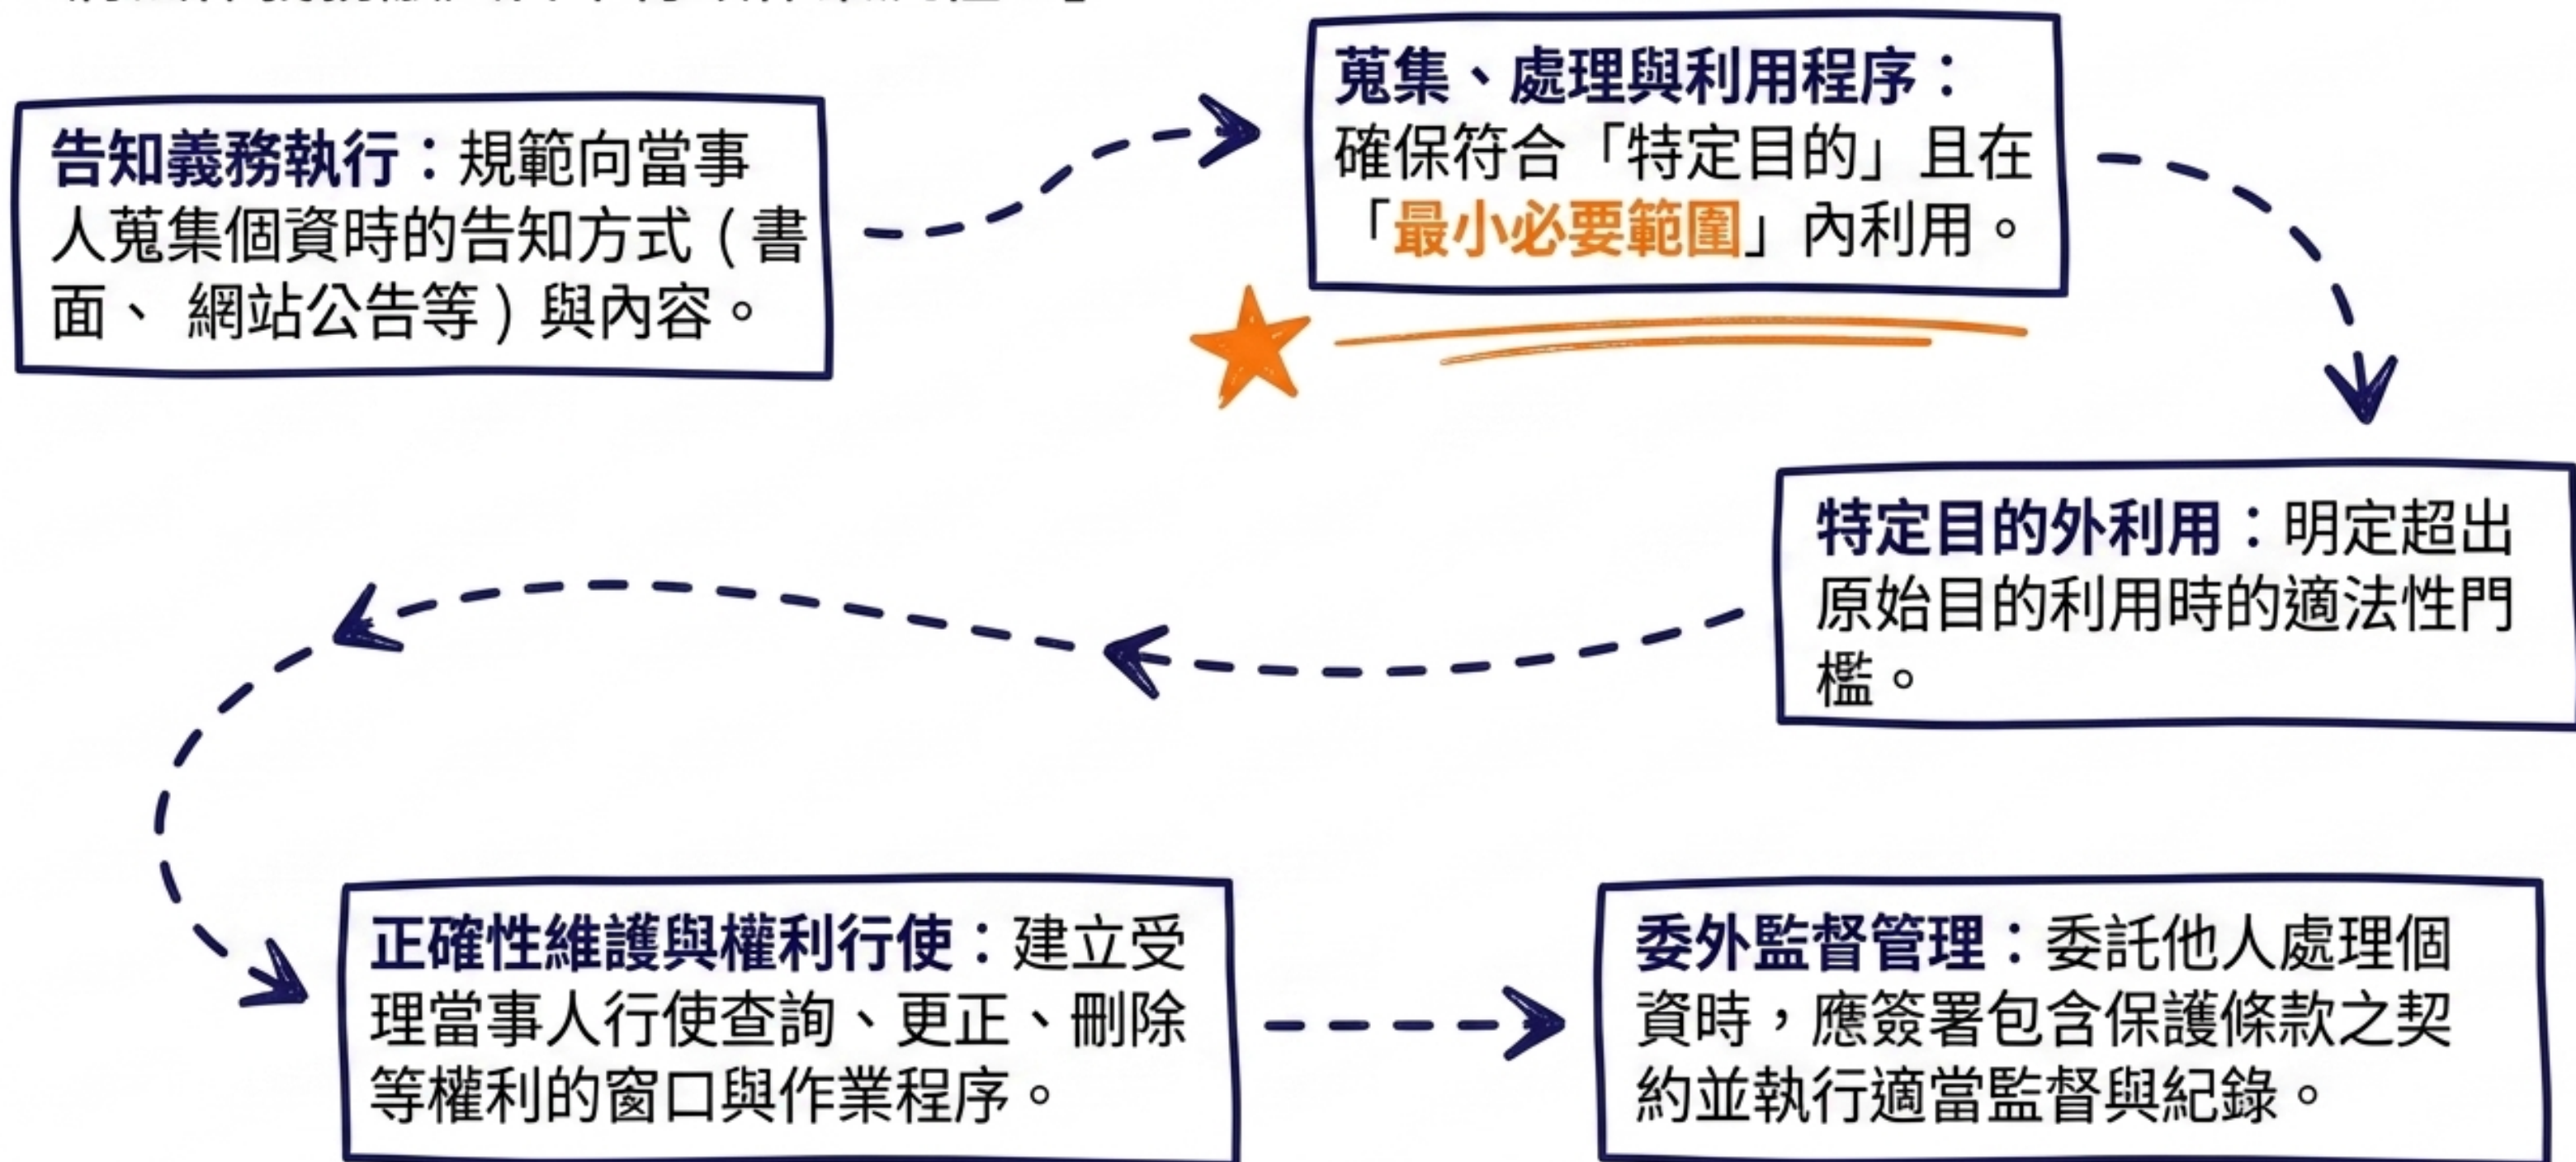 告知義務執行：規範向當事
人蒐集個資時的告知方式（書
面、 網站公告等）與內容。
蒐集、處理與利用程序：
確保符合「特定目的」且在
「最小必要範圍」內利用。
特定目的外利用：明定超出
原始目的利用時的適法性門
檻。
正確性維護與權利行使：建立受
理當事人行使查詢、更正、刪除
等權利的窗口與作業程序。
委外監督管理：委託他人處理個
資時，應簽署包含保護條款之契
約並執行適當監督與紀錄。